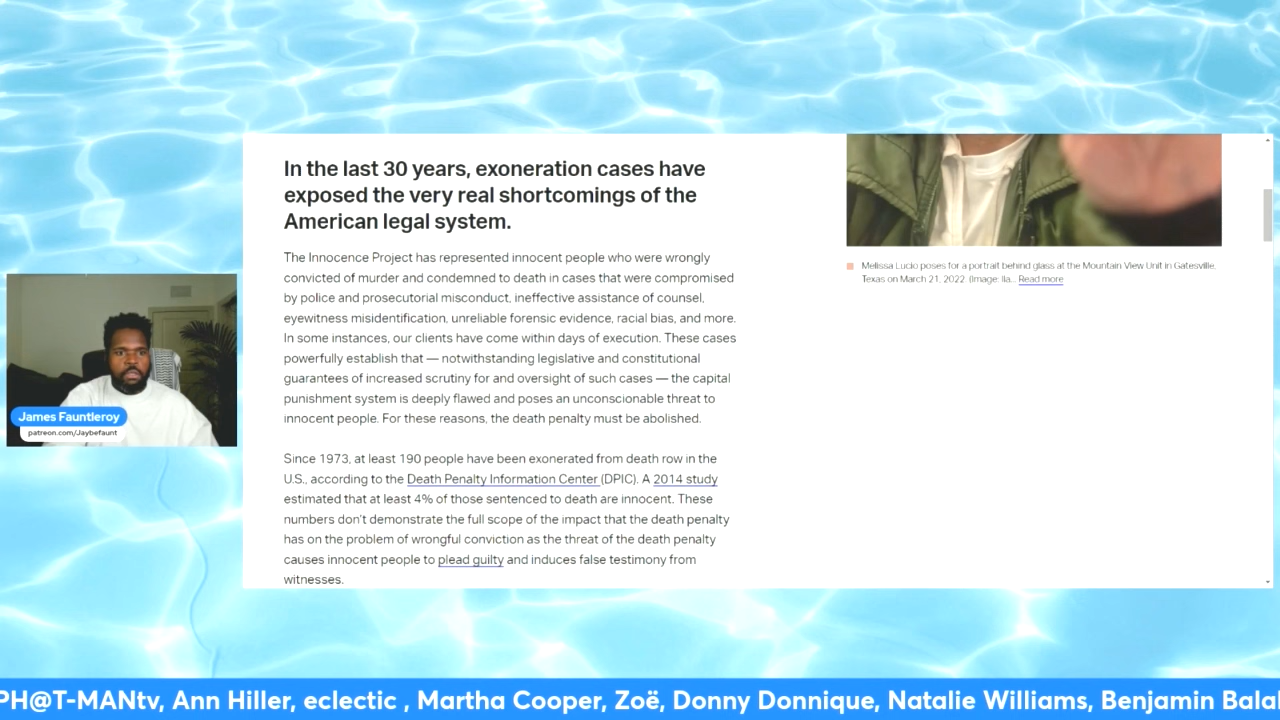 In the last 30 years, exoneration cases have
exposed the very real shortcomings of the
American legal system.
The Innocence Project has represented innocent people who were wrongly
convicted of murder and condemned to death in cases that were compromised
by police and prosecutorial misconduct, ineffective assistance of counsel,
eyewitness misidentification, unreliable forensic evidence, racial bias, and more.
In some instances, our clients have come within days of execution. These cases
powerfully establish that — notwithstanding legislative and constitutional
guarantees of increased scrutiny for and oversight of such cases — the capital
punishment system is deeply flawed and poses an unconscionable threat to
innocent people. For these reasons, the death penalty must be abolished.
Since 1973, at least 190 people have been exonerated from death row in the
U.S., according to the Death Penalty Information Center (DPIC). A 2014 study
estimated that at least 4% of those sentenced to death are innocent. These
numbers don't demonstrate the full scope of the impact that the death penalty
has on the problem of wrongful conviction as the threat of the death penalty
causes innocent people to plead guilty and induces false testimony from
witnesses.
Melissa Lucio poses for a portrait behind glass at the Mountain View Unit in Gatesville,
Texas on March 21, 2022. (Image: Ila... Read more
James Fauntleroy
patreon.com/Jaybefaunt
PH@T-MANtv, Ann Hiller, eclectic , Martha Cooper, Zoë, Donny Donnique, Natalie Williams, Benjamin Balal